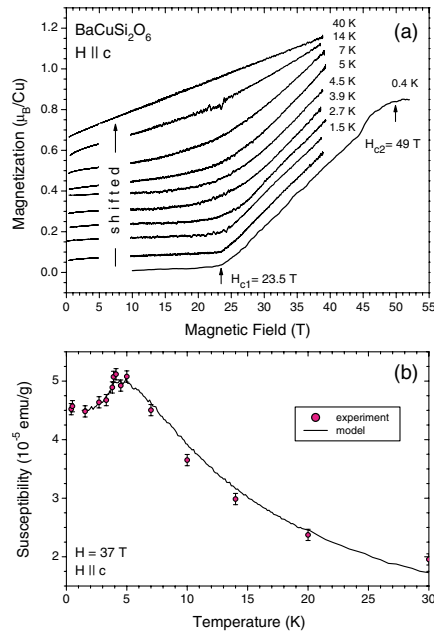 BaCuSi2O6
H || c
(a)
40 K
14 K
7 K
5 K
4.5 K
3.9 K
2.7 K
1.5 K
0.4 K
Hc2 = 49 T
Hc1 = 23.5 T
shifted
Magnetization (μB/Cu)
1.2
1.0
0.8
0.6
0.4
0.2
0.0
0 5 10 15 20 25 30 35 40 45 50 55
Magnetic Field (T)
(b)
experiment
model
H = 37 T
H || c
Susceptibility (10-5 emu/g)
5
4
3
2
0 5 10 15 20 25 30
Temperature (K)